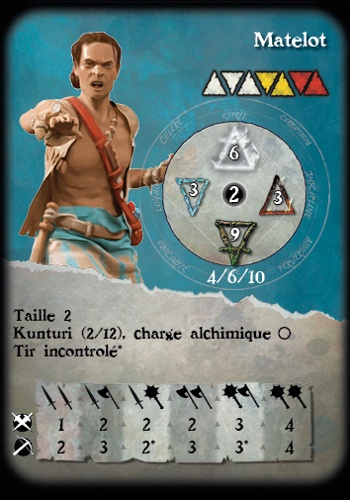 Matelot
6
3 2 3
9
4/6/10
Taille 2
Kunturi (2/12), charge alchimique O
Tir incontrolé*
1 2 2 2 3 4
2 3 2* 3 3* 4